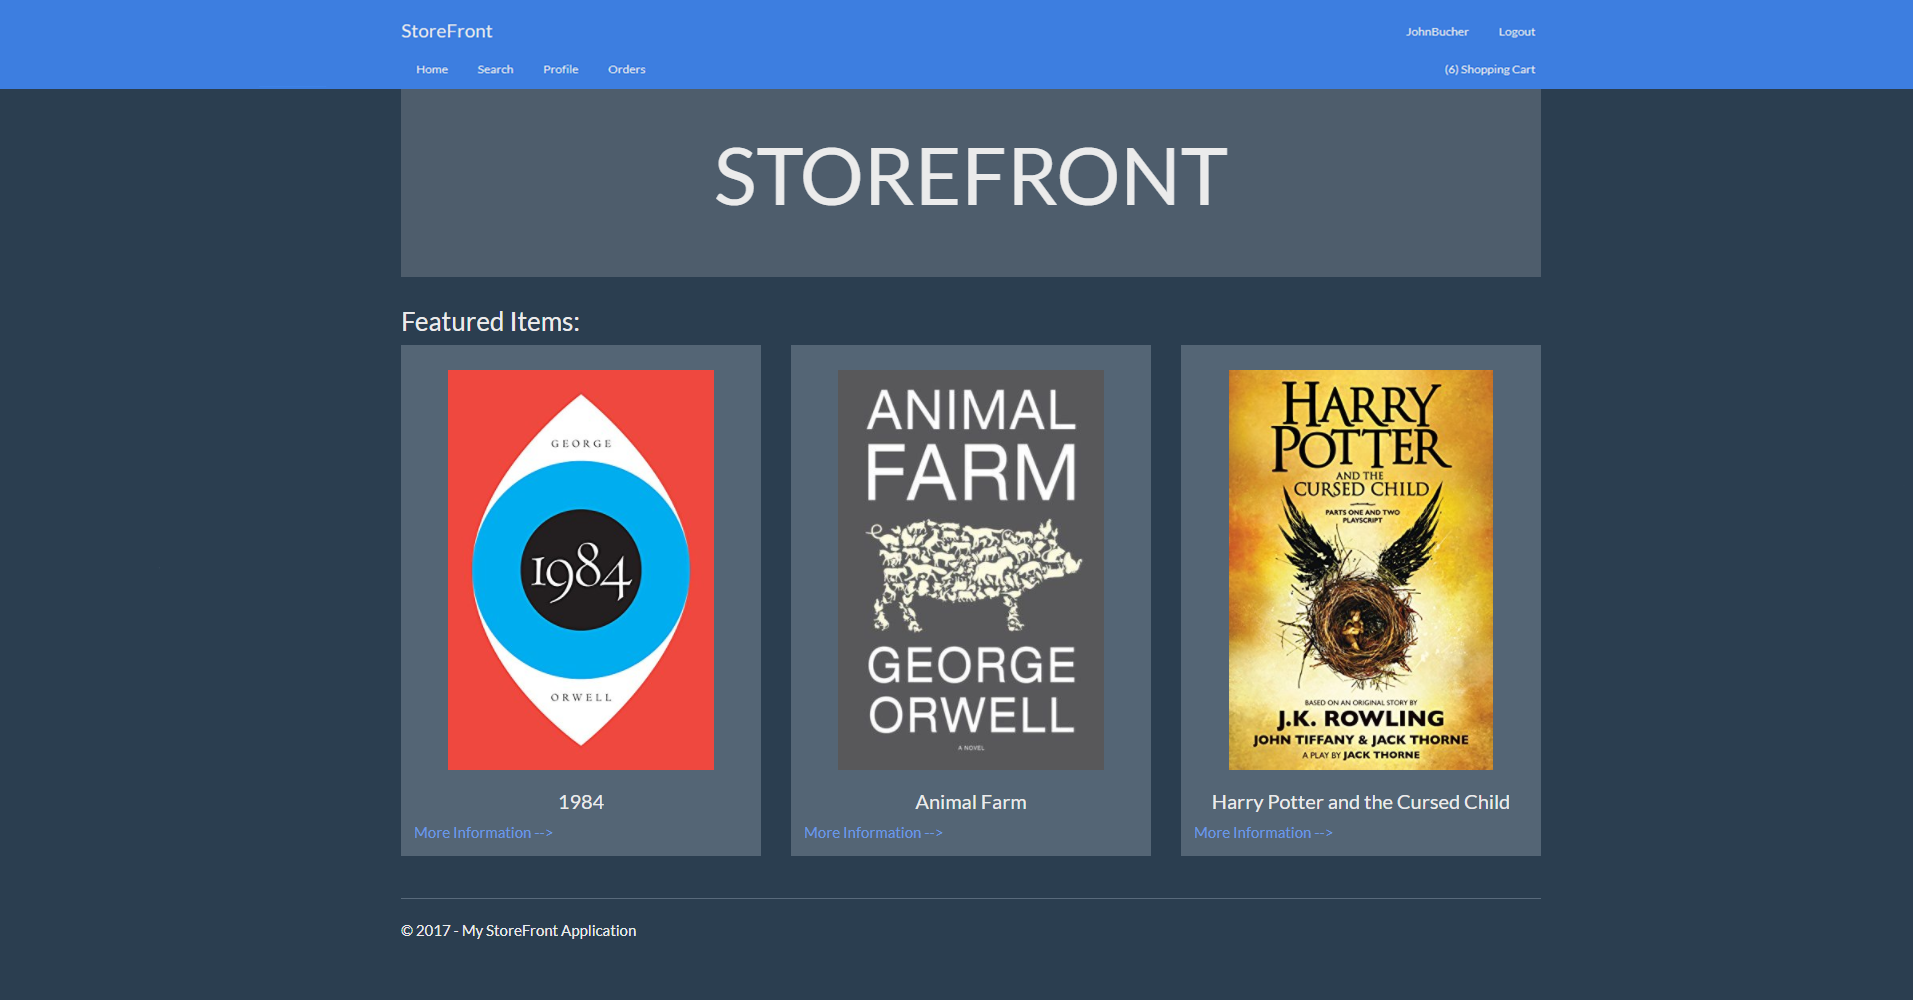 StoreFront
JohnBucher Logout
Home Search Profile Orders
(6) Shopping Cart
STOREFRONT
Featured Items:
GEORGE
1984
ORWELL
1984
More Information -->
ANIMAL
FARM
GEORGE
ORWELL
A NOVEL
Animal Farm
More Information -->
HARRY
POTTER
AND THE
CURSED CHILD
PARTS ONE AND TWO
PLAYSCRIPT
BASED ON AN ORIGINAL STORY BY
J.K. ROWLING
JOHN TIFFANY & JACK THORNE
A PLAY BY JACK THORNE
Harry Potter and the Cursed Child
More Information -->
© 2017 - My StoreFront Application